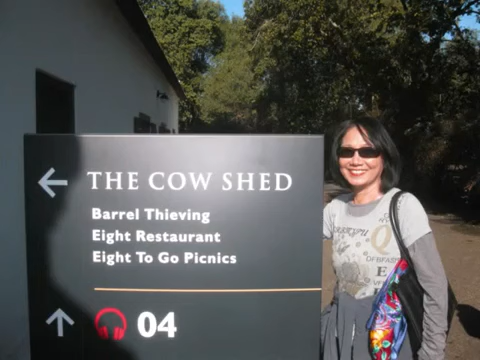 THE COW SHED
Barrel Thieving
Eight Restaurant
Eight To Go Picnics
04
Q
E